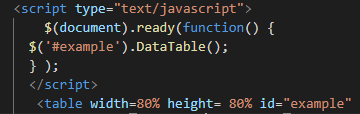 <script type="text/javascript">
$(document).ready(function() {
$('#example').DataTable();
} );
</script>
<table width=80% height= 80% id="example"